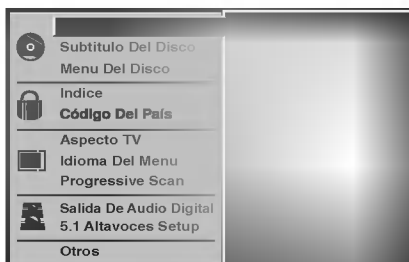 Subtitulo Del Disco
Menu Del Disco
Indice
Código Del País
Aspecto TV
Idioma Del Menu
Progressive Scan
Salida De Audio Digital
5.1 Altavoces Setup
Otros